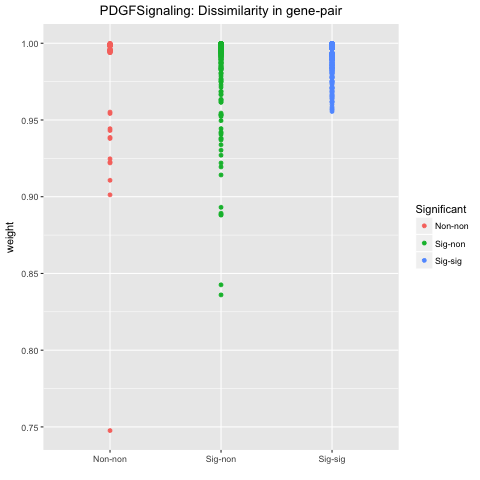 PDGFSignaling: Dissimilarity in gene-pair
1.00
0.95
0.90
0.85
0.80
0.75
weight
Non-non
Sig-non
Sig-sig
Significant
Non-non
Sig-non
Sig-sig